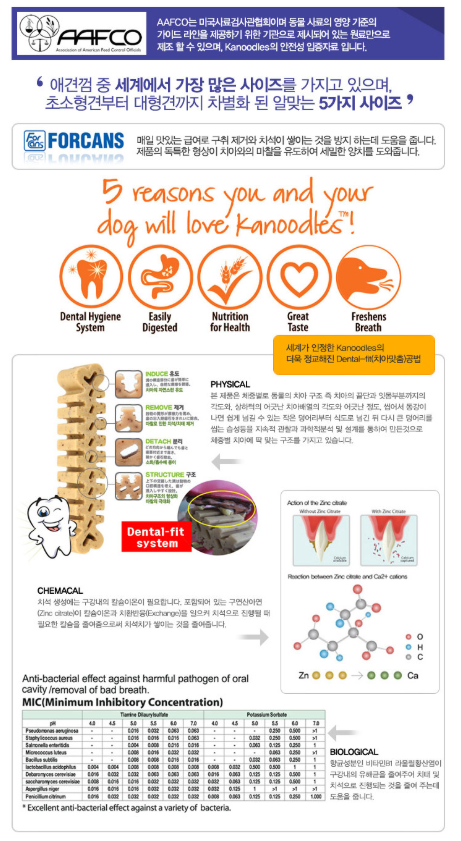 AAFCO
Association of American Feed Control Officials
AAFCO는 미국사료검사관협회이며 동물 사료의 영양 기준의
가이드 라인을 제공하기 위한 기관으로 제시되어 있는 원료만으로
제조 할 수 있으며, Kanoodles의 안전성 입증자료 입니다.
‘ 애견껌 중 세계에서 가장 많은 사이즈를 가지고 있으며,
초소형견부터 대형견까지 차별화 된 알맞는 5가지 사이즈 ’
For Cans FORCANS
매일 맛있는 급여로 구취 제거와 치석이 쌓이는 것을 방지 하는데 도움을 줍니다.
제품의 독특한 형상이 치아와의 마찰을 유도하여 세밀한 양치를 도와줍니다.
5 reasons you and your
dog will love Kanoodles™!
Dental Hygiene System
Easily Digested
Nutrition for Health
Great Taste
Freshens Breath
세계가 인정한 Kanoodles의
더욱 정교해진 Dental-fit(치아맞춤)공법
INDUCE 유도
REMOVE 제거
DETACH 분리
STRUCTURE 구조
Dental-fit
system
PHYSICAL
본 제품은 체중별로 동물의 치아 구조 즉 치아의 끝단과 잇몸부분까지의
각도와, 상하악의 어긋난 치아배열의 각도와 어긋난 정도, 씹어서 동강이
나면 쉽게 넘길 수 있는 작은 덩어리부터 식도로 넘긴 뒤 다시 큰 덩어리를
씹는 습성등을 지속적 관찰과 과학적분석 및 설계를 통하여 만든것으로
체중별 치아에 딱 맞는 구조를 가지고 있습니다.
Action of the Zinc citrate
Without Zinc Citrate
With Zinc Citrate
Reaction between Zinc citrate and Ca2+ cations
O
H
C
Zn
Ca
CHEMACAL
치석 생성에는 구강내의 칼슘이온이 필요합니다. 포함되어 있는 구연산아연
(Zinc citrate)이 칼슘이온과 치환반응(Exchange)을 일으켜 치석으로 진행될 때
필요한 칼슘을 줄여줌으로써 치석치가 쌓이는 것을 줄여줍니다.
Anti-bacterial effect against harmful pathogen of oral
cavity /removal of bad breath.
MIC(Minimum Inhibitory Concentration)
Tiamine Dilaurylsulfate Potassium Sorbate
pH 4.0 4.5 5.0 5.5 6.0 7.0 4.0 4.5 5.0 5.5 6.0 7.0
Pseudomonas aeruginosa - - 0.016 0.032 0.063 0.063 - - - 0.250 0.500 >1
Staphylococcus aureus - - 0.016 0.016 0.016 0.063 - - 0.032 0.250 0.500 >1
Salmonella enteritidis - - 0.004 0.008 0.016 0.016 - - 0.063 0.125 0.250 1
Micrococcus luteus - - 0.008 0.016 0.032 0.032 - - - 0.063 0.250 >1
Bacillus subtilis - - 0.008 0.008 0.016 0.016 - - 0.032 0.063 0.250 >1
lactobacillus acidophilus 0.004 0.004 0.008 0.008 0.008 0.008 0.008 0.032 0.500 0.500 1 1
Debaromyces cerevisiae 0.016 0.032 0.032 0.063 0.063 0.063 0.016 0.063 0.125 0.125 0.500 1
saccharomyces cerevisiae 0.008 0.016 0.016 0.032 0.032 0.032 0.032 0.063 0.125 0.125 0.500 1
Aspergillus niger 0.016 0.016 0.016 0.032 0.032 0.032 0.032 0.125 1 >1 >1 >1
Penicillium citrinum 0.016 0.032 0.032 0.032 0.032 0.032 0.008 0.063 0.125 0.125 0.250 1.000
* Excellent anti-bacterial effect against a variety of bacteria.
BIOLOGICAL
항균성분인 비타민B1 라울릴황산염이
구강내의 유해균을 줄여주어 치태 및
치석으로 진행되는 것을 줄여 주는데
도움을 줍니다.